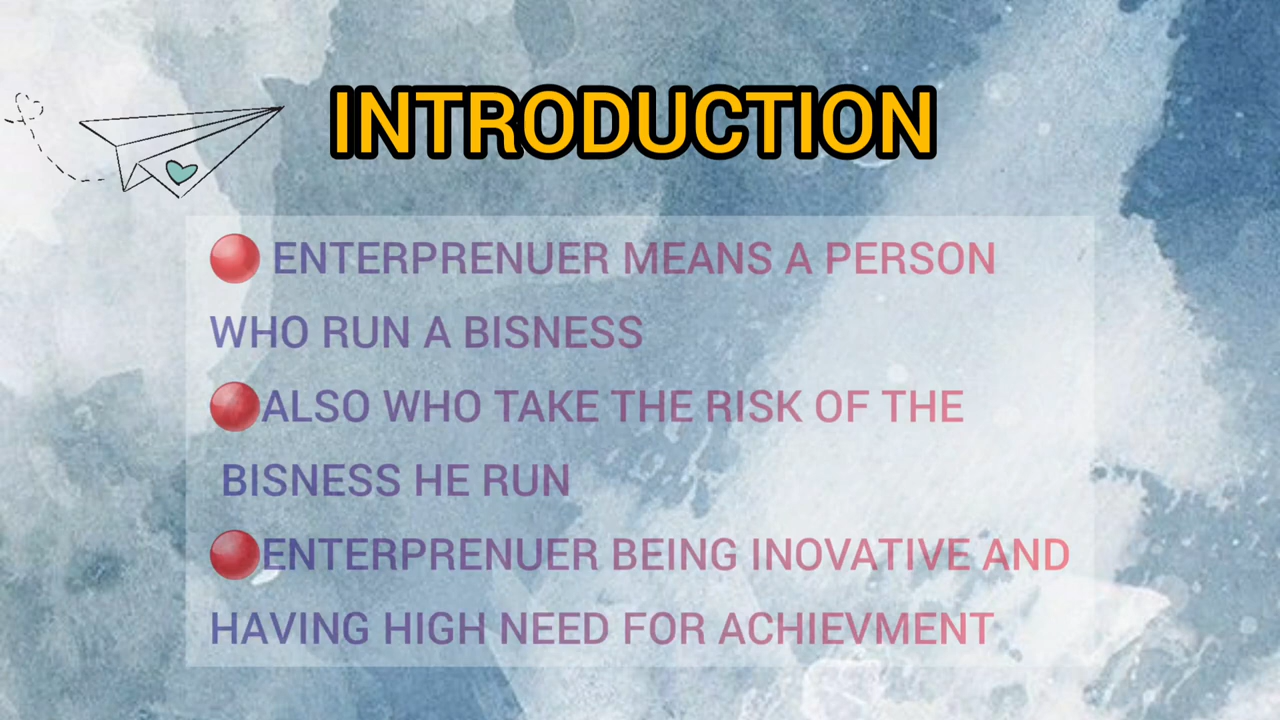 INTRODUCTION
ENTERPRENUER MEANS A PERSON
WHO RUN A BISNESS
ALSO WHO TAKE THE RISK OF THE
BISNESS HE RUN
ENTERPRENUER BEING INOVATIVE AND
HAVING HIGH NEED FOR ACHIEVMENT